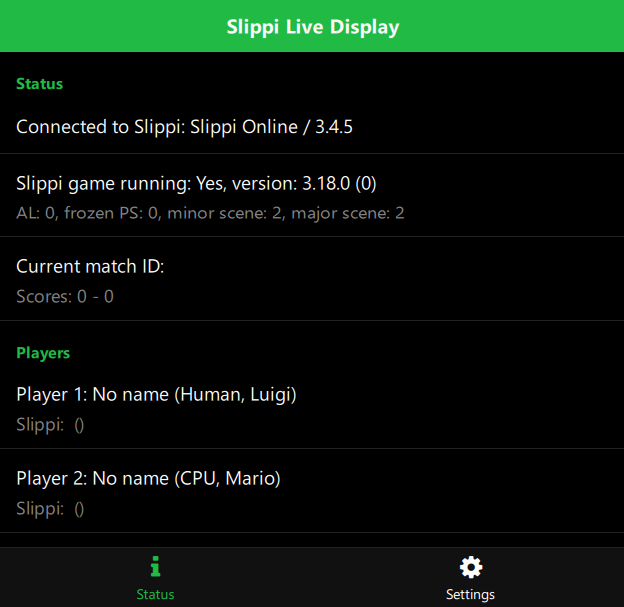 Slippi Live Display
Status
Connected to Slippi: Slippi Online / 3.4.5
Slippi game running: Yes, version: 3.18.0 (0)
AL: 0, frozen PS: 0, minor scene: 2, major scene: 2
Current match ID:
Scores: 0 - 0
Players
Player 1: No name (Human, Luigi)
Slippi:  ()
Player 2: No name (CPU, Mario)
Slippi:  ()
Status
Settings